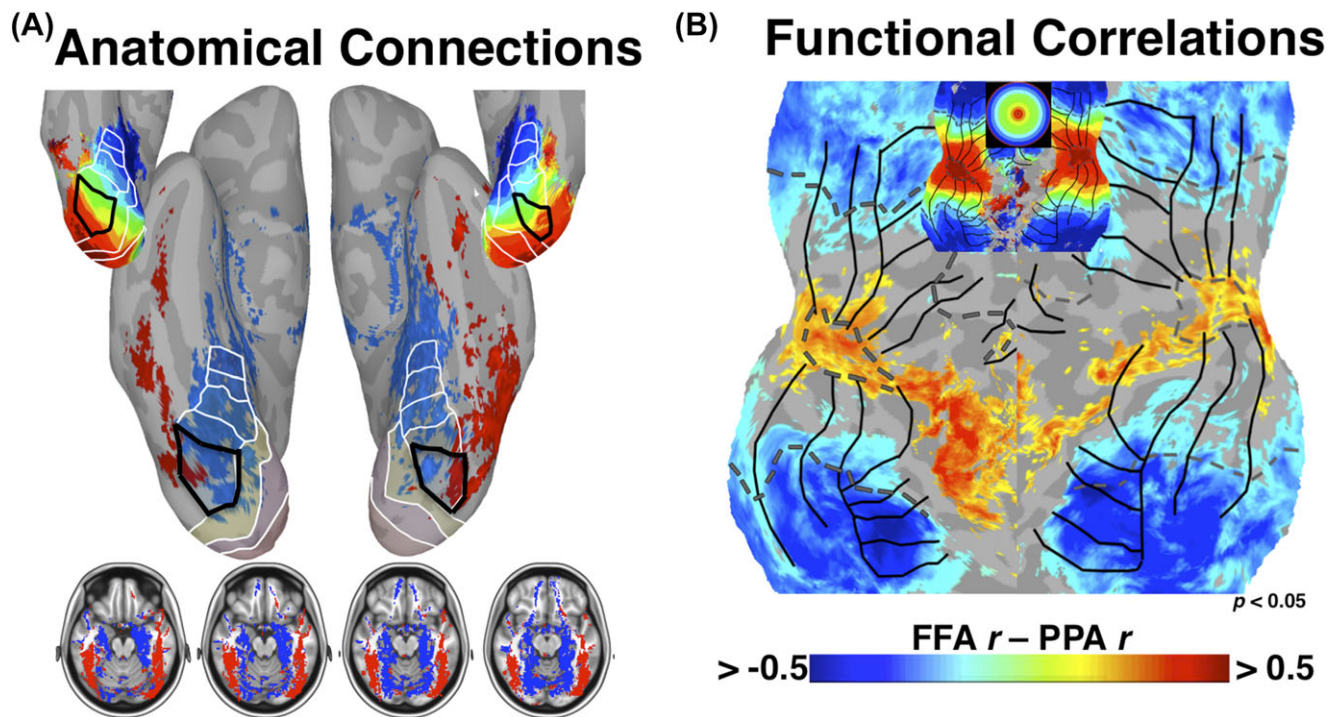 (A)
Anatomical Connections
(B)
Functional Correlations
p < 0.05
FFA r – PPA r
> -0.5
> 0.5